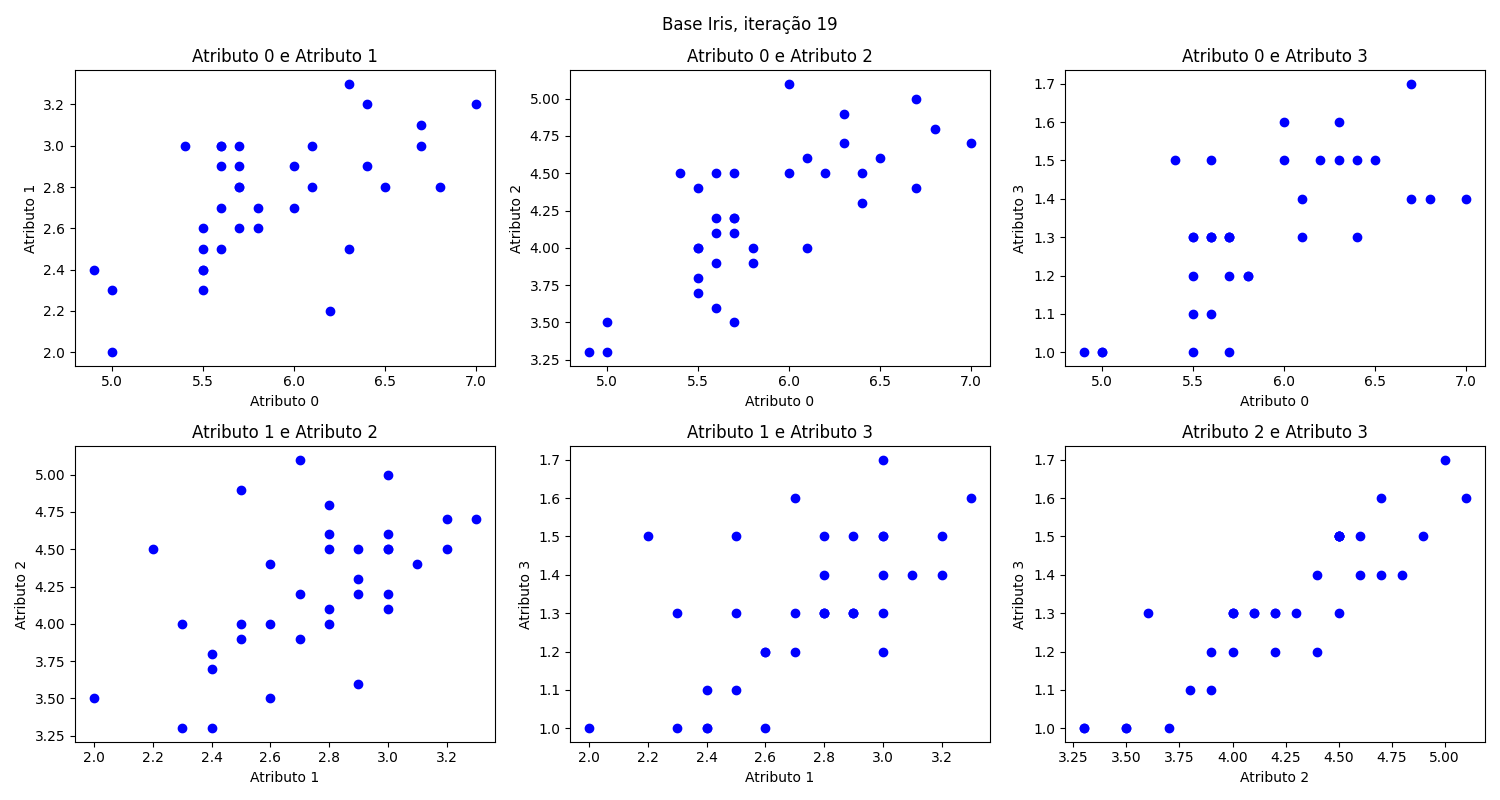 Base Iris, iteração 19
Atributo 0 e Atributo 1
Atributo 1
3.2
3.0
2.8
2.6
2.4
2.2
2.0
5.0 5.5 6.0 6.5 7.0
Atributo 0
Atributo 0 e Atributo 2
Atributo 2
5.00
4.75
4.50
4.25
4.00
3.75
3.50
3.25
5.0 5.5 6.0 6.5 7.0
Atributo 0
Atributo 0 e Atributo 3
Atributo 3
1.7
1.6
1.5
1.4
1.3
1.2
1.1
1.0
5.0 5.5 6.0 6.5 7.0
Atributo 0
Atributo 1 e Atributo 2
Atributo 2
5.00
4.75
4.50
4.25
4.00
3.75
3.50
3.25
2.0 2.2 2.4 2.6 2.8 3.0 3.2
Atributo 1
Atributo 1 e Atributo 3
Atributo 3
1.7
1.6
1.5
1.4
1.3
1.2
1.1
1.0
2.0 2.2 2.4 2.6 2.8 3.0 3.2
Atributo 1
Atributo 2 e Atributo 3
Atributo 3
1.7
1.6
1.5
1.4
1.3
1.2
1.1
1.0
3.25 3.50 3.75 4.00 4.25 4.50 4.75 5.00
Atributo 2